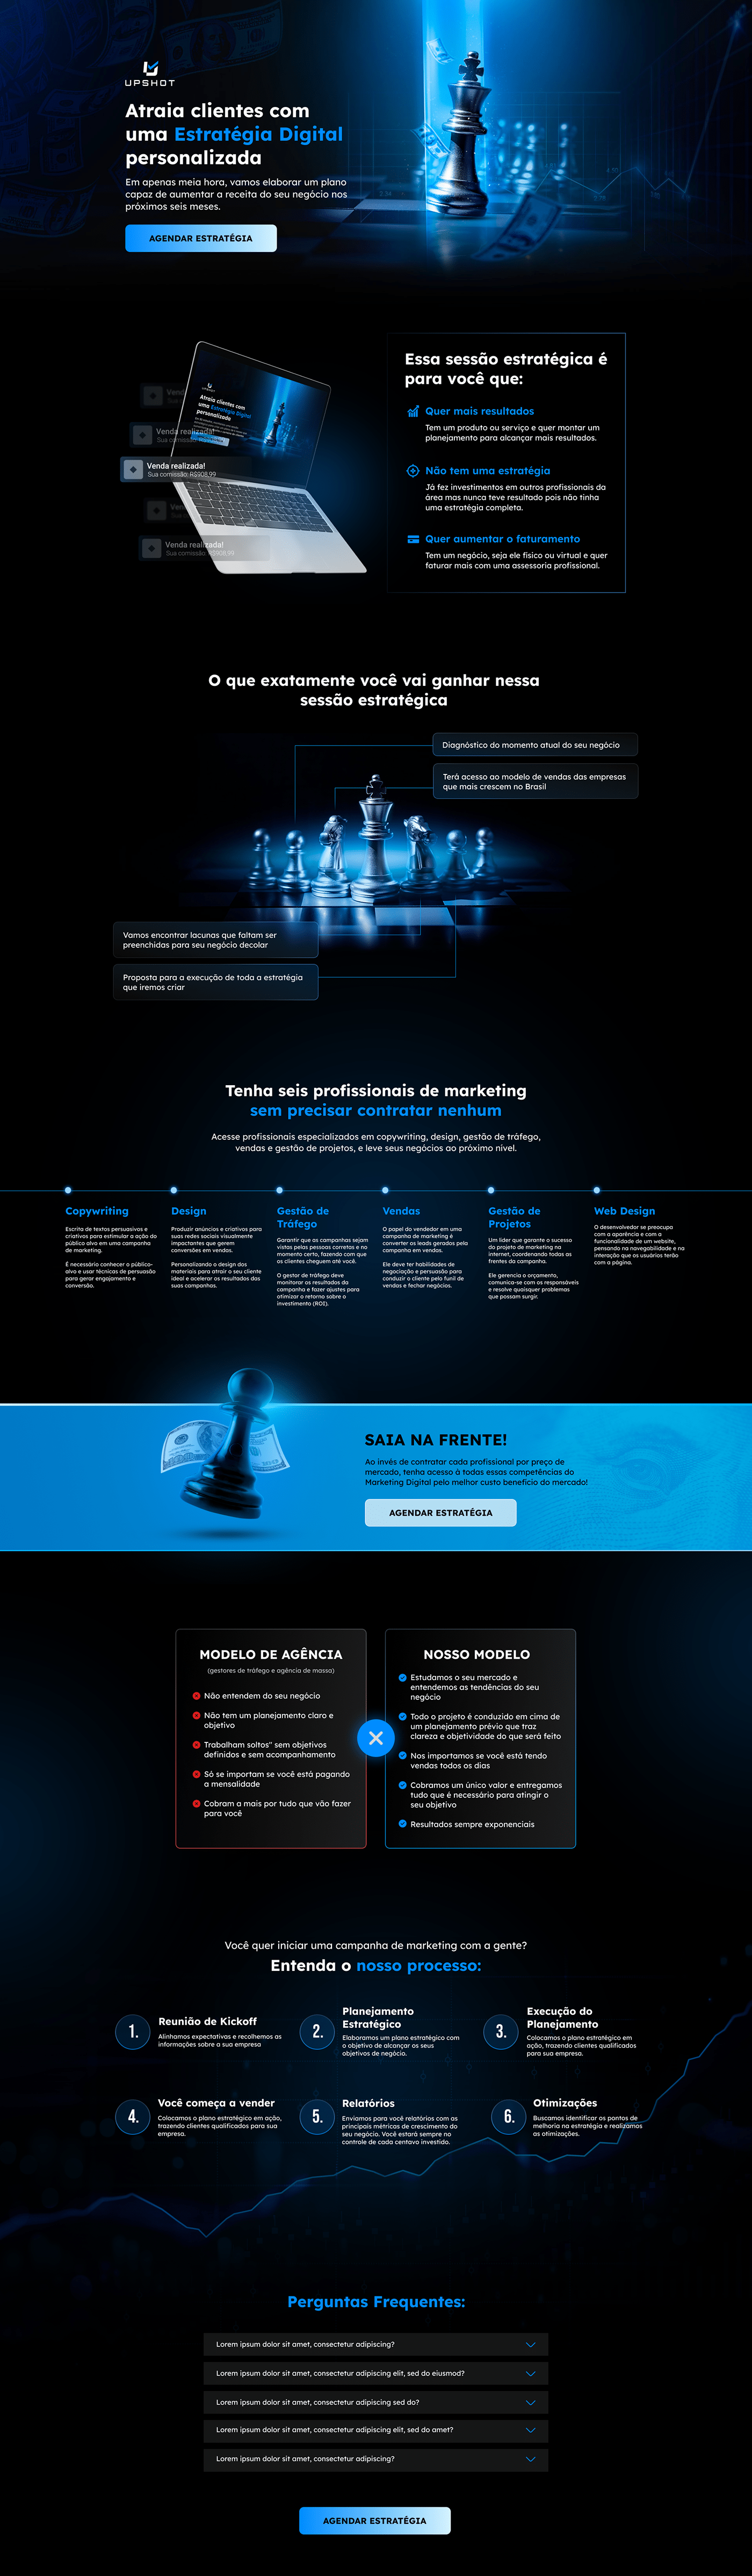 UPSHOT
Atraia clientes com
uma Estratégia Digital
personalizada
Em apenas meia hora, vamos elaborar um plano
capaz de aumentar a receita do seu negócio nos
próximos seis meses.
AGENDAR ESTRATÉGIA
UPSHOT
Atraia clientes com
uma Estratégia Digital
personalizada
Venda realizada!
Venda realizada!
Sua comissão: R$908,99
Venda realizada!
Sua comissão: R$908,99
Essa sessão estratégica é
para você que:
Quer mais resultados
Tem um produto ou serviço e quer montar um
planejamento para alcançar mais resultados.
Não tem uma estratégia
Já fez investimentos em outros profissionais da
área mas nunca teve resultado pois não tinha
uma estratégia completa.
Quer aumentar o faturamento
Tem um negócio, seja ele físico ou virtual e quer
faturar mais com uma assessoria profissional.
O que exatamente você vai ganhar nessa
sessão estratégica
Diagnóstico do momento atual do seu negócio
Terá acesso ao modelo de vendas das empresas
que mais crescem no Brasil
Vamos encontrar lacunas que faltam ser
preenchidas para seu negócio decolar
Proposta para a execução de toda a estratégia
que iremos criar
Tenha seis profissionais de marketing
sem precisar contratar nenhum
Acesse profissionais especializados em copywriting, design, gestão de tráfego,
vendas e gestão de projetos, e leve seus negócios ao próximo nível.
Copywriting
Escrita de textos persuasivos e
criativos para estimular a ação do
público alvo em uma campanha
de marketing.
É necessário conhecer o público-
alvo e usar técnicas de persuasão
para gerar engajamento e
conversão.
Design
Produzir anúncios e criativos para
suas redes sociais visualmente
impactantes que gerem
conversões em vendas.
Personalizando o design dos
materiais para atrair o seu cliente
ideal e acelerar os resultados das
suas campanhas.
Gestão de
Tráfego
Garantir que as campanhas sejam
vistas pelas pessoas corretas e no
momento certo, fazendo com que
os clientes cheguem até você.
O gestor de tráfego deve
monitorar os resultados da
campanha e fazer ajustes para
otimizar o retorno sobre o
investimento (ROI).
Vendas
O papel do vendedor em uma
campanha de marketing é
converter os leads gerados pela
campanha em vendas.
Ele deve ter habilidades de
negociação e persuasão para
conduzir o cliente pelo funil de
vendas e fechar negócios.
Gestão de
Projetos
Um líder que garante o sucesso
do projeto de marketing na
internet, coordenando todas as
frentes da campanha.
Ele gerencia o orçamento,
comunica-se com os responsáveis
e resolve quaisquer problemas
que possam surgir.
Web Design
O desenvolvedor se preocupa
com a aparência e com a
funcionalidade de um website,
pensando na navegabilidade e na
interação que os usuários terão
com a página.
SAIA NA FRENTE!
Ao invés de contratar cada profissional por preço de
mercado, tenha acesso à todas essas competências do
Marketing Digital pelo melhor custo benefício do mercado!
AGENDAR ESTRATÉGIA
MODELO DE AGÊNCIA
(gestores de tráfego e agência de massa)
Não entendem do seu negócio
Não tem um planejamento claro e
objetivo
Trabalham soltos" sem objetivos
definidos e sem acompanhamento
Só se importam se você está pagando
a mensalidade
Cobram a mais por tudo que vão fazer
para você
NOSSO MODELO
Estudamos o seu mercado e
entendemos as tendências do seu
negócio
Todo o projeto é conduzido em cima de
um planejamento prévio que traz
clareza e objetividade do que será feito
Nos importamos se você está tendo
vendas todos os dias
Cobramos um único valor e entregamos
tudo que é necessário para atingir o
seu objetivo
Resultados sempre exponenciais
Você quer iniciar uma campanha de marketing com a gente?
Entenda o nosso processo:
1.
Reunião de Kickoff
Alinhamos expectativas e recolhemos as
informações sobre a sua empresa
2.
Planejamento
Estratégico
Elaboramos um plano estratégico com
o objetivo de alcançar os seus
objetivos de negócio.
3.
Execução do
Planejamento
Colocamos o plano estratégico em
ação, trazendo clientes qualificados
para sua empresa.
4.
Você começa a vender
Colocamos o plano estratégico em ação,
trazendo clientes qualificados para sua
empresa.
5.
Relatórios
Enviamos para você relatórios com as
principais métricas de crescimento do
seu negócio. Você estará sempre no
controle de cada centavo investido.
6.
Otimizações
Buscamos identificar os pontos de
melhoria na estratégia e realizamos
as otimizações.
Perguntas Frequentes:
Lorem ipsum dolor sit amet, consectetur adipiscing?
Lorem ipsum dolor sit amet, consectetur adipiscing elit, sed do eiusmod?
Lorem ipsum dolor sit amet, consectetur adipiscing sed do?
Lorem ipsum dolor sit amet, consectetur adipiscing elit, sed do amet?
Lorem ipsum dolor sit amet, consectetur adipiscing?
AGENDAR ESTRATÉGIA